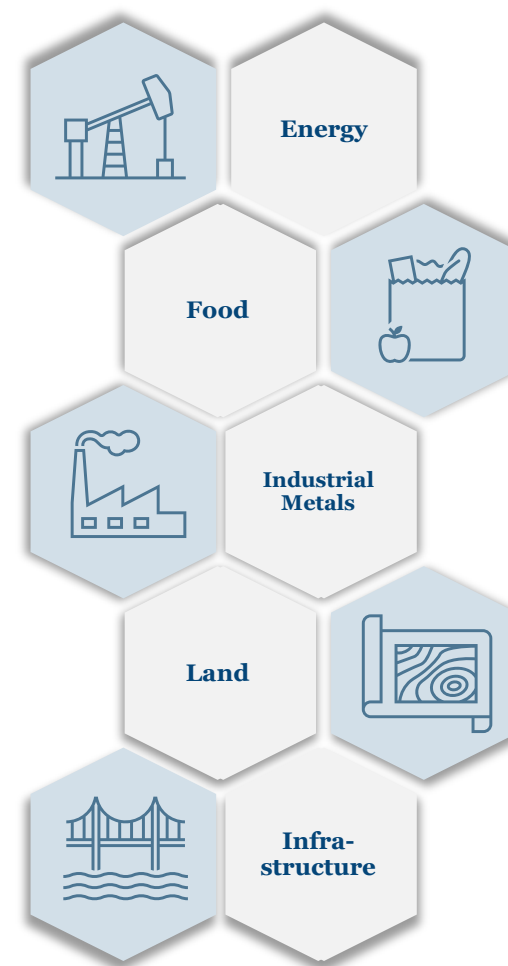 Energy
Food
Industrial
Metals
Land
Infra-
structure